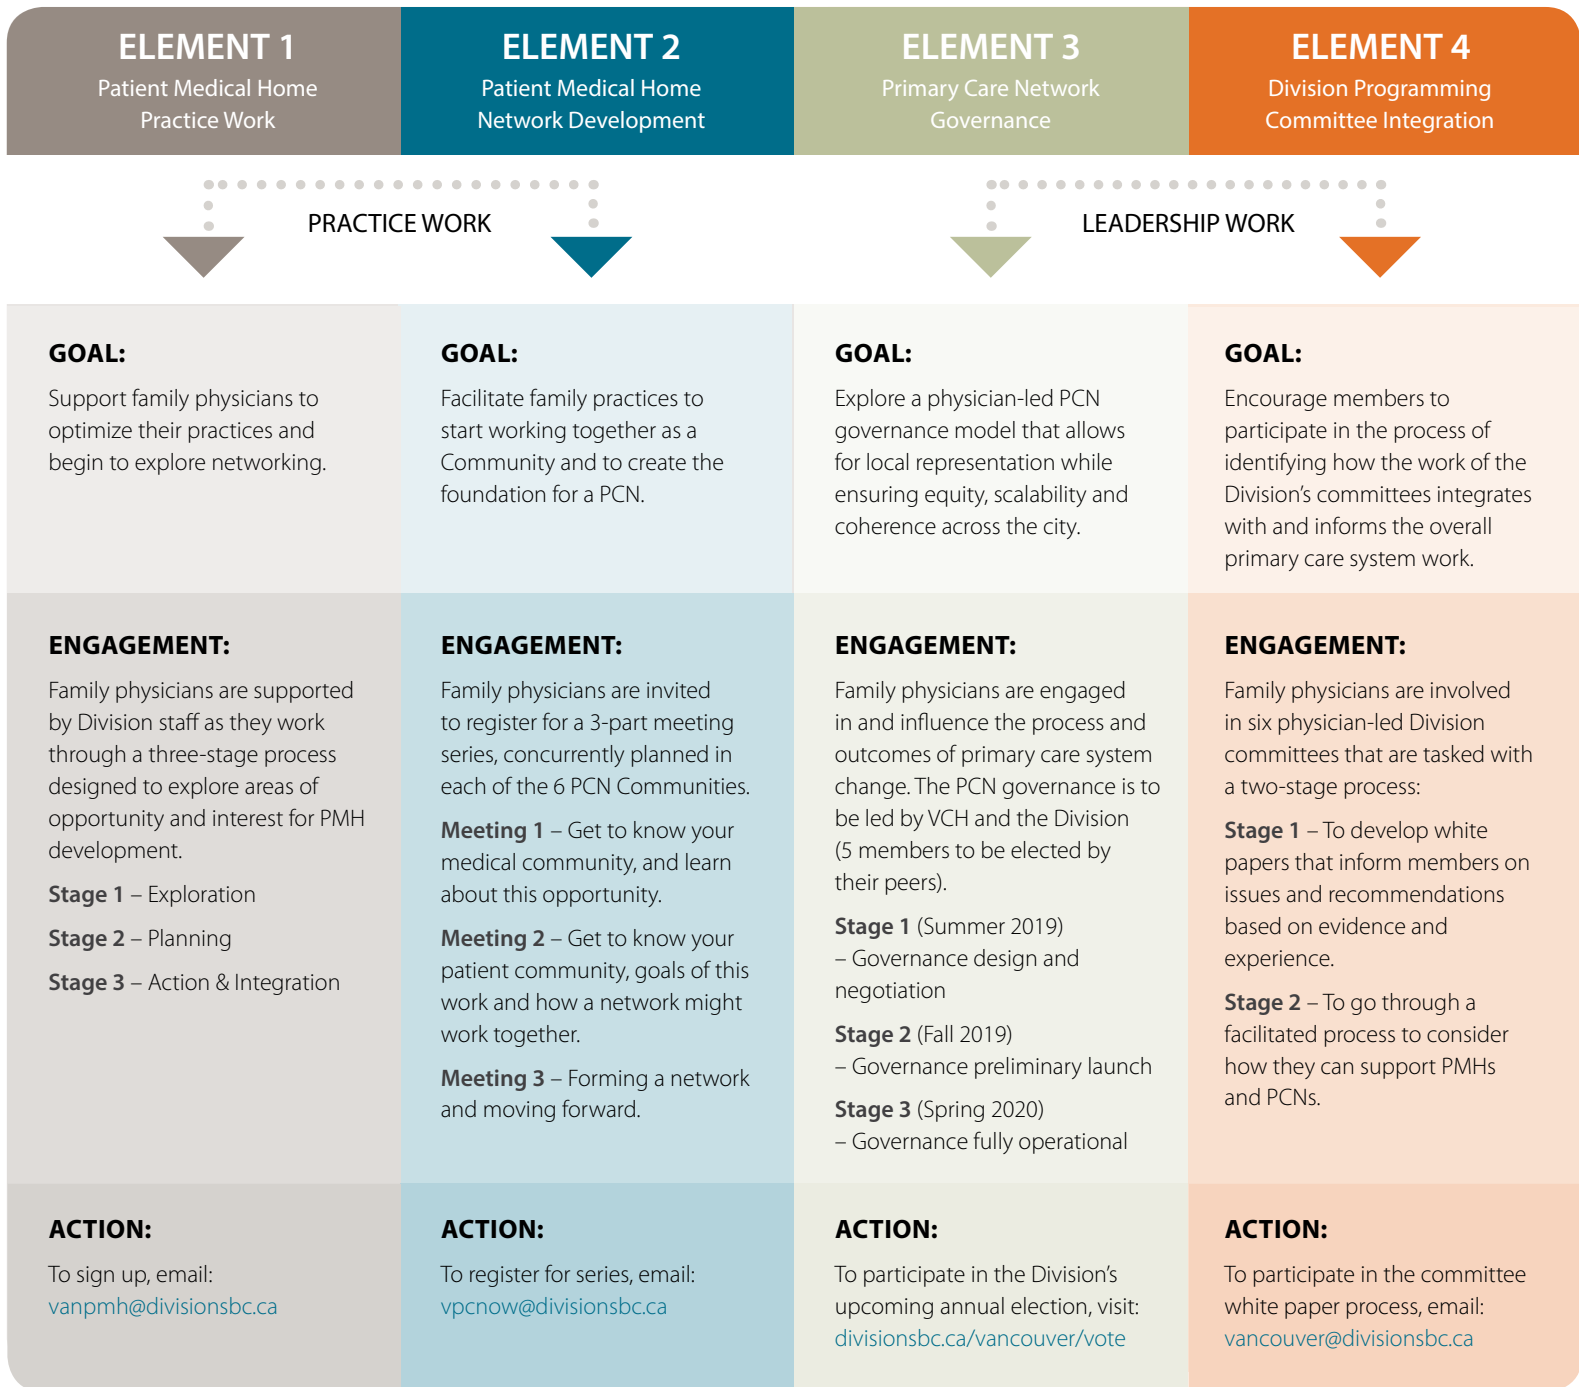 ELEMENT 1
Patient Medical Home
Practice Work
ELEMENT 2
Patient Medical Home
Network Development
ELEMENT 3
Primary Care Network
Governance
ELEMENT 4
Division Programming
Committee Integration
PRACTICE WORK
LEADERSHIP WORK
GOAL:
Support family physicians to
optimize their practices and
begin to explore networking.
GOAL:
Facilitate family practices to
start working together as a
Community and to create the
foundation for a PCN.
GOAL:
Explore a physician-led PCN
governance model that allows
for local representation while
ensuring equity, scalability and
coherence across the city.
GOAL:
Encourage members to
participate in the process of
identifying how the work of the
Division’s committees integrates
with and informs the overall
primary care system work.
ENGAGEMENT:
Family physicians are supported
by Division staff as they work
through a three-stage process
designed to explore areas of
opportunity and interest for PMH
development.
Stage 1 – Exploration
Stage 2 – Planning
Stage 3 – Action & Integration
ENGAGEMENT:
Family physicians are invited
to register for a 3-part meeting
series, concurrently planned in
each of the 6 PCN Communities.
Meeting 1 – Get to know your
medical community, and learn
about this opportunity.
Meeting 2 – Get to know your
patient community, goals of this
work and how a network might
work together.
Meeting 3 – Forming a network
and moving forward.
ENGAGEMENT:
Family physicians are engaged
in and influence the process and
outcomes of primary care system
change. The PCN governance is to
be led by VCH and the Division
(5 members to be elected by
their peers).
Stage 1 (Summer 2019)
– Governance design and
negotiation
Stage 2 (Fall 2019)
– Governance preliminary launch
Stage 3 (Spring 2020)
– Governance fully operational
ENGAGEMENT:
Family physicians are involved
in six physician-led Division
committees that are tasked with
a two-stage process:
Stage 1 – To develop white
papers that inform members on
issues and recommendations
based on evidence and
experience.
Stage 2 – To go through a
facilitated process to consider
how they can support PMHs
and PCNs.
ACTION:
To sign up, email:
vanpmh@divisionsbc.ca
ACTION:
To register for series, email:
vpcnow@divisionsbc.ca
ACTION:
To participate in the Division’s
upcoming annual election, visit:
divisionsbc.ca/vancouver/vote
ACTION:
To participate in the committee
white paper process, email:
vancouver@divisionsbc.ca